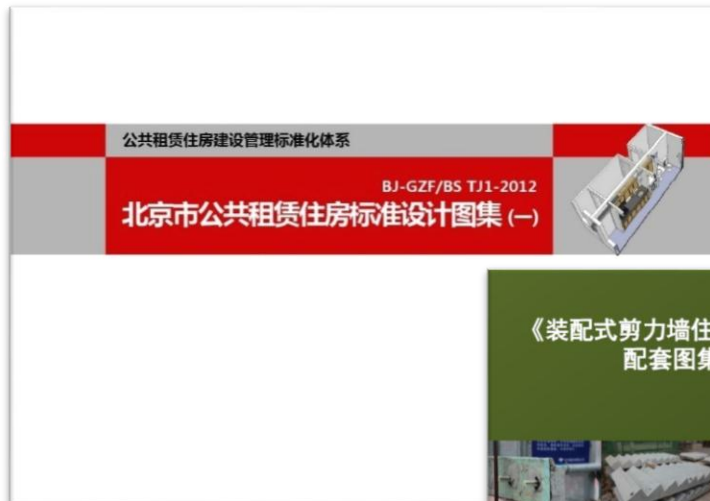 公共租赁住房建设管理标准化体系
BJ-GZF/BS TJ1-2012
北京市公共租赁住房标准设计图集 (一)
《装配式剪力墙住
配套图集